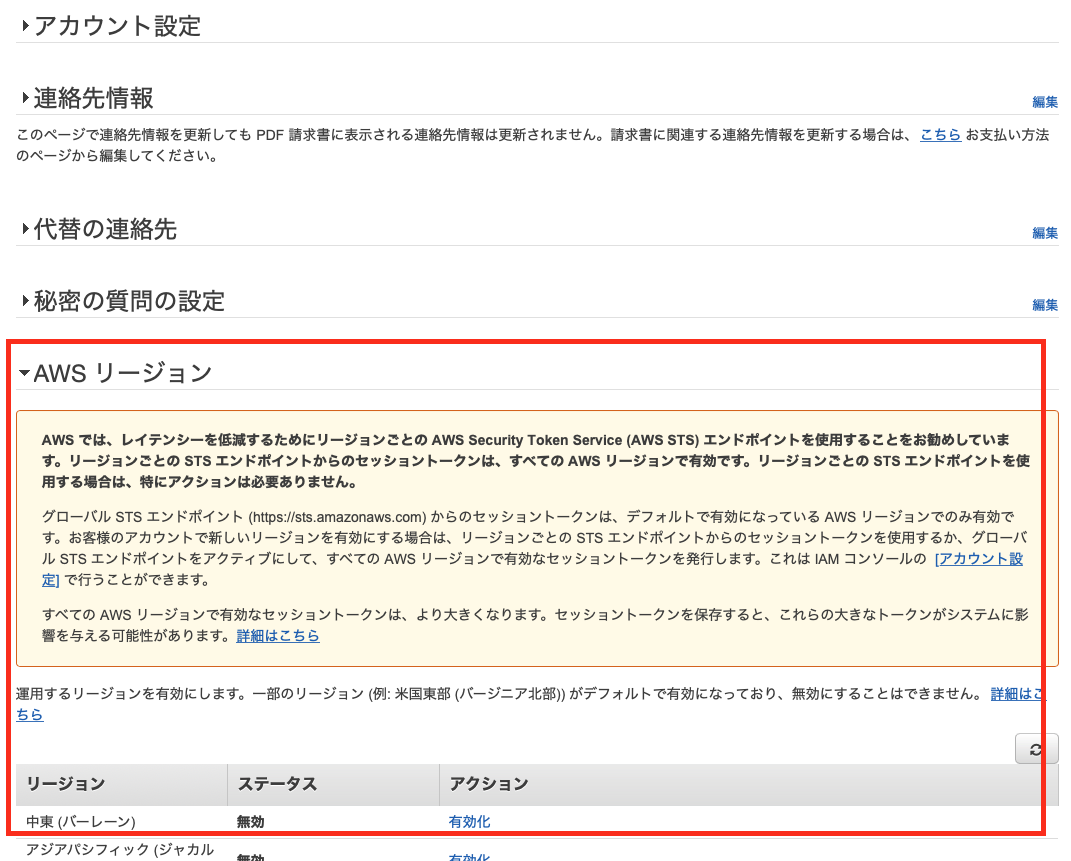 アカウント設定
連絡先情報
編集
このページで連絡先情報を更新しても PDF 請求書に表示される連絡先情報は更新されません。請求書に関連する連絡先情報を更新する場合は、 こちら お支払い方法
のページから編集してください。
代替の連絡先
編集
秘密の質問の設定
編集
AWS リージョン
AWS では、レイテンシーを低減するためにリージョンごとの AWS Security Token Service (AWS STS) エンドポイントを使用することをお勧めしていま
す。リージョンごとの STS エンドポイントからのセッショントークンは、すべての AWS リージョンで有効です。リージョンごとの STS エンドポイントを使
用する場合は、特にアクションは必要ありません。
グローバル STS エンドポイント (https://sts.amazonaws.com) からのセッショントークンは、デフォルトで有効になっている AWS リージョンでのみ有効で
す。お客様のアカウントで新しいリージョンを有効にする場合は、リージョンごとの STS エンドポイントからのセッショントークンを使用するか、グローバ
ル STS エンドポイントをアクティブにして、すべての AWS リージョンで有効なセッショントークンを発行します。これは IAM コンソールの [アカウント設
定] で行うことができます。
すべての AWS リージョンで有効なセッショントークンは、より大きくなります。セッショントークンを保存すると、これらの大きなトークンがシステムに影
響を与える可能性があります。詳細はこちら
運用するリージョンを有効にします。一部のリージョン (例: 米国東部 (バージニア北部)) がデフォルトで有効になっており、無効にすることはできません。 詳細はこ
ちら
リージョン ステータス アクション
中東 (バーレーン) 無効 有効化
アジアパシフィック (ジャカル
無効 有効化